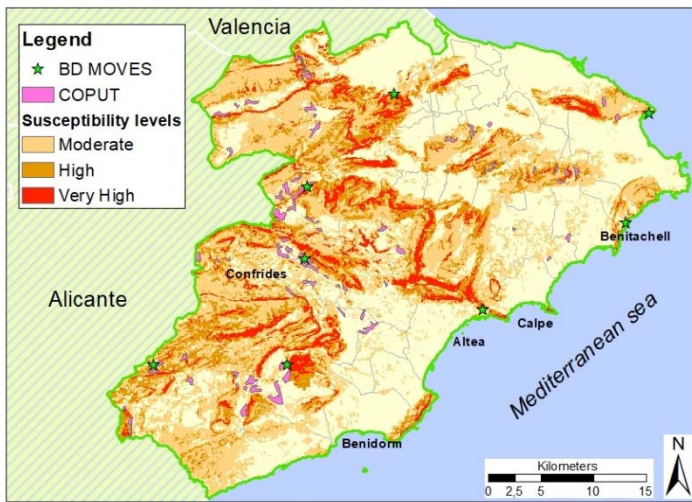 Valencia
Legend
BD MOVES
COPUT
Susceptibility levels
Moderate
High
Very High
Benitachell
Confrides
Alicante
Calpe
Altea
Mediterranean sea
Benidorm
N
Kilometers
0 2,5 5 10 15